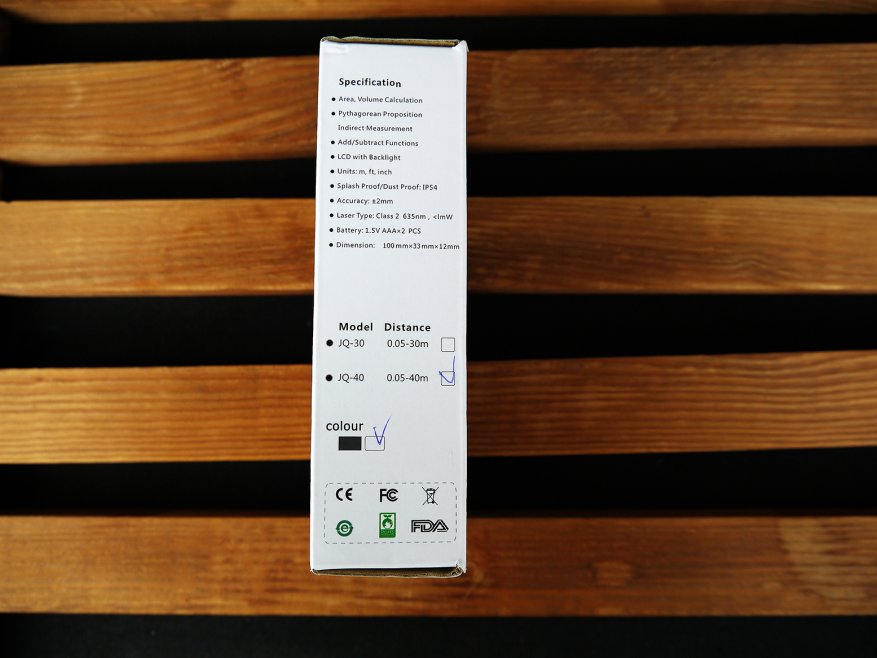 Specification
● Area, Volume Calculation
● Pythagorean Proposition
Indirect Measurement
● Add/Subtract Functions
● LCD with Backlight
● Units: m, ft, inch
● Splash Proof/Dust Proof: IP54
● Accuracy: ±2mm
● Laser Type: Class 2 635nm , <lmW
● Battery: 1.5V AAA×2 PCS
● Dimension: 100mm×33mm×12mm
Model Distance
● JQ-30 0.05-30m
● JQ-40 0.05-40m
colour
CE FC
e FDA